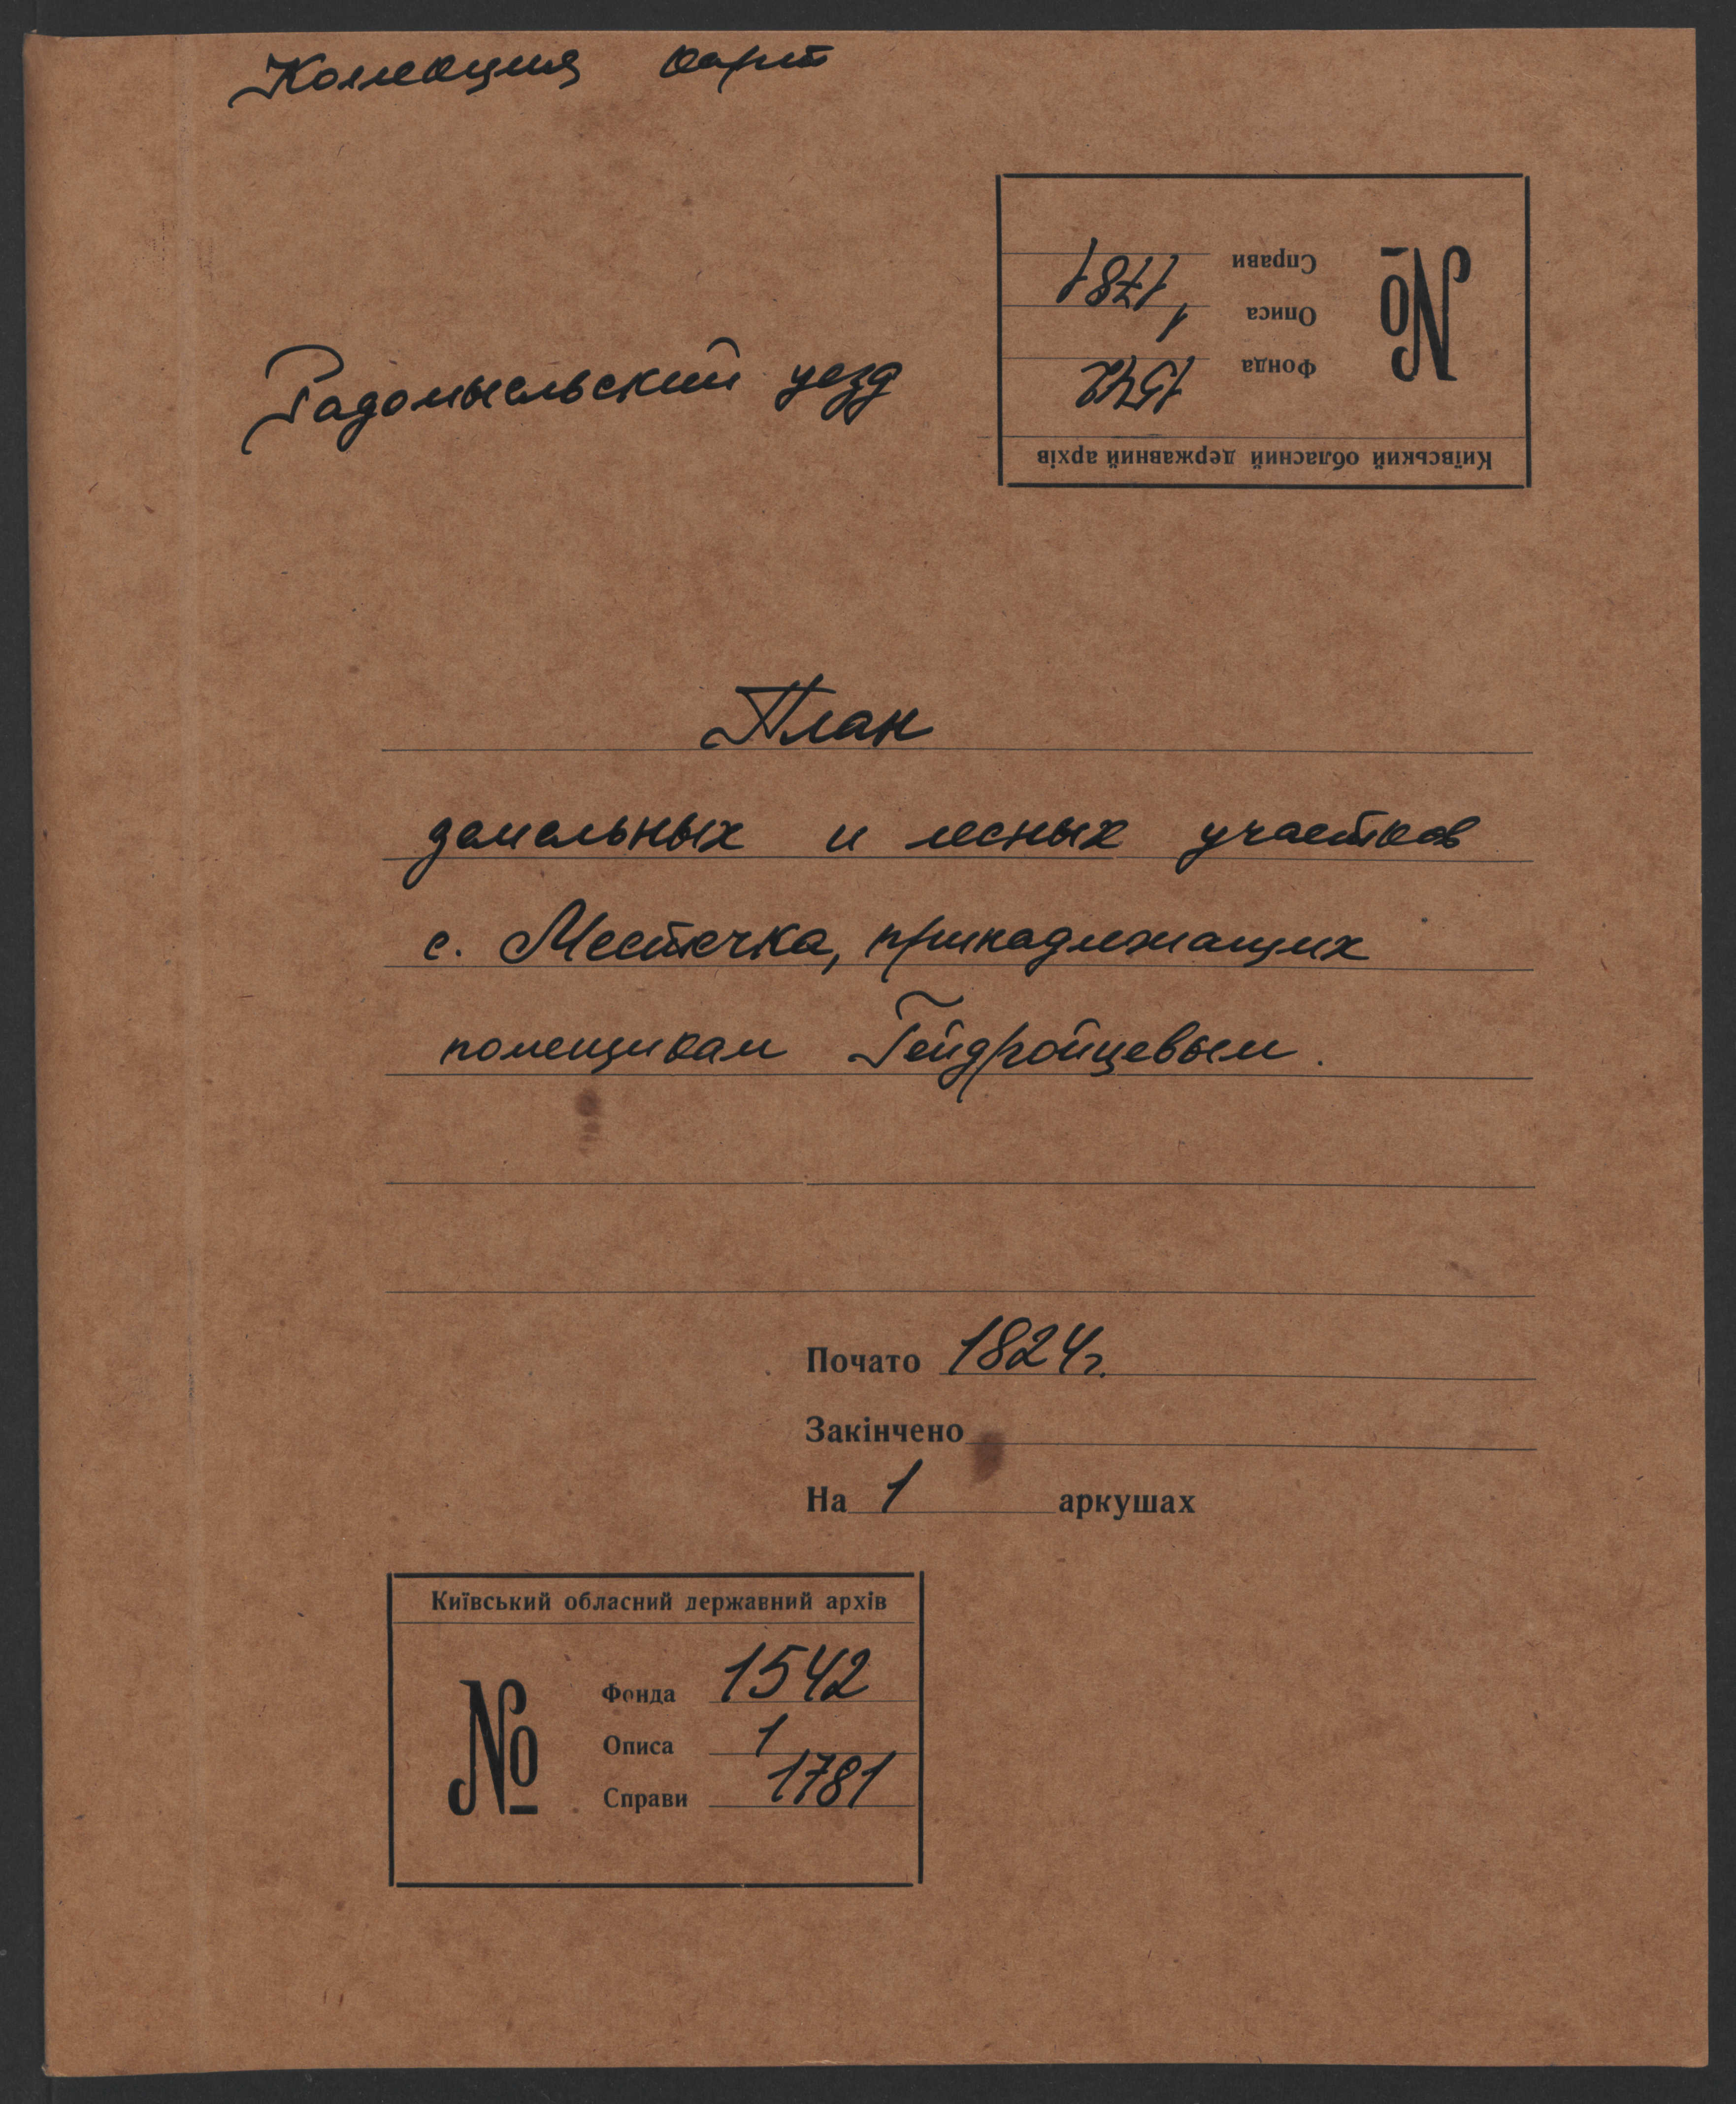 Коллекция карт
Справи 1781
Описа 1
Фонда 1542
№
Київський обласний державний архів
Радомысльский уезд
План
земельных и лесных участков
с. Местечка, принадлежащих
помещикам Гейдройцевым.
Почато 1824г.
Закінчено
На 1 аркушах
Київський обласний державний архів
№
Фонда 1542
Описа 1
Справи 1781